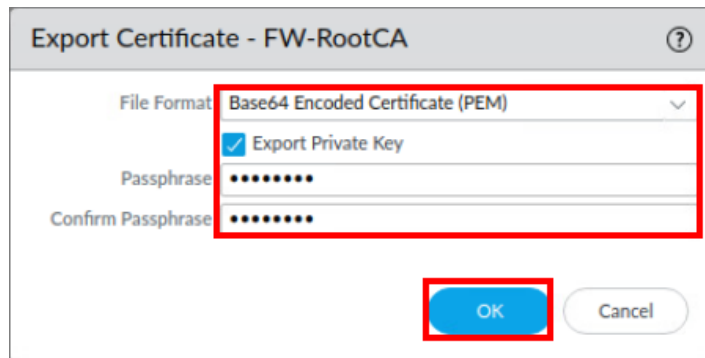 Export Certificate - FW-RootCA ?
File Format Base64 Encoded Certificate (PEM)
Export Private Key
Passphrase ••••••••
Confirm Passphrase ••••••••
OK Cancel